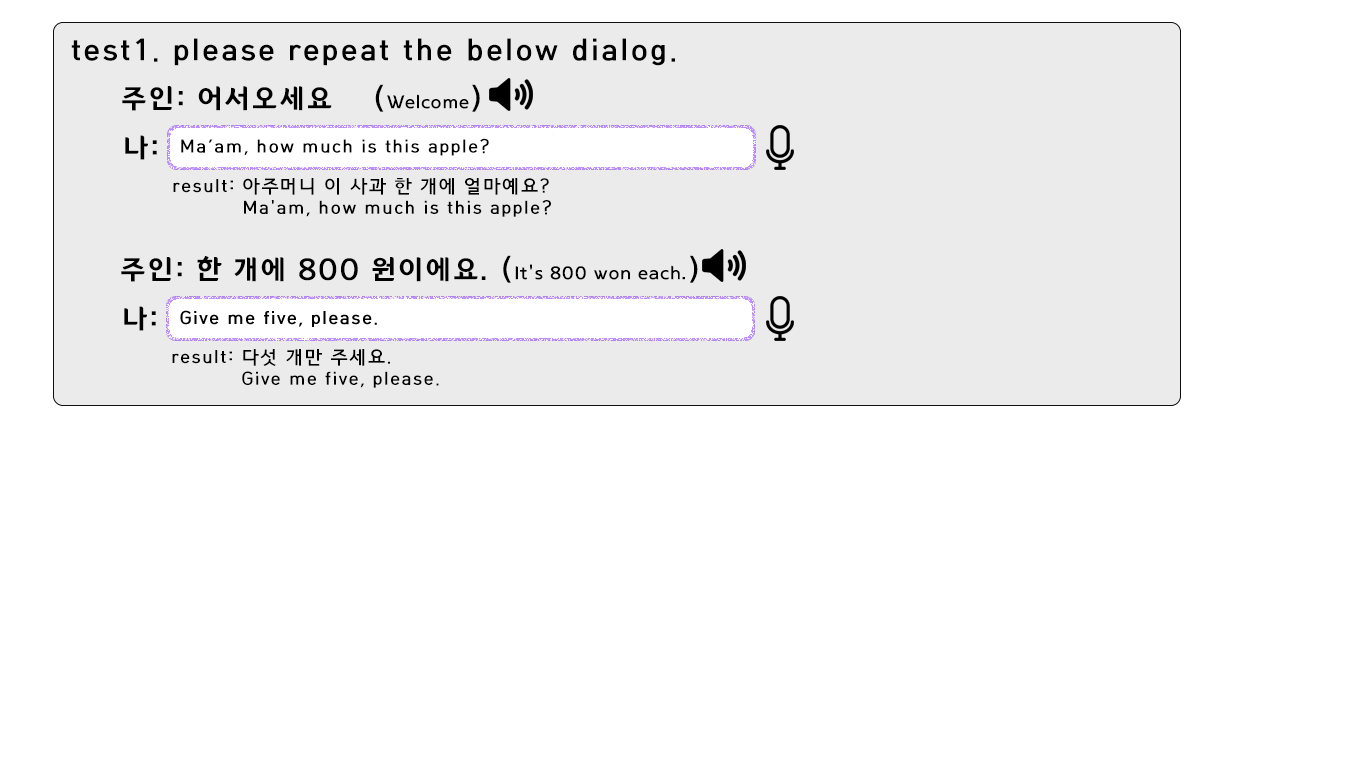 test1. please repeat the below dialog.
주인: 어서오세요 (Welcome)
나: Ma’am, how much is this apple?
result: 아주머니 이 사과 한 개에 얼마예요?
Ma'am, how much is this apple?
주인: 한 개에 800 원이에요. (It's 800 won each.)
나: Give me five, please.
result: 다섯 개만 주세요.
Give me five, please.